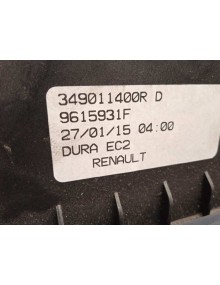 349011400R D
9615931F
27/01/15 04:00
DURA EC2
RENAULT